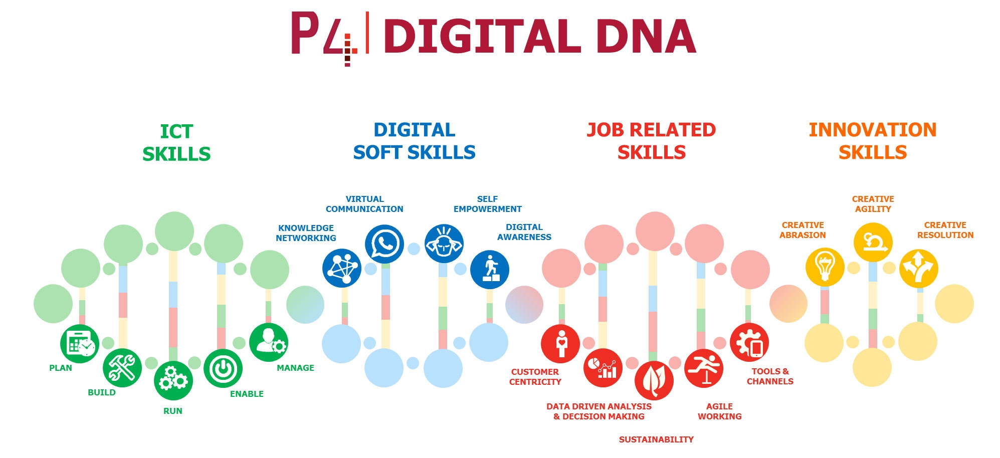 P4 DIGITAL DNA
ICT
SKILLS
PLAN
BUILD
RUN
ENABLE
MANAGE
DIGITAL
SOFT SKILLS
KNOWLEDGE
NETWORKING
VIRTUAL
COMMUNICATION
SELF
EMPOWERMENT
DIGITAL
AWARENESS
JOB RELATED
SKILLS
CUSTOMER
CENTRICITY
DATA DRIVEN ANALYSIS
& DECISION MAKING
SUSTAINABILITY
AGILE
WORKING
TOOLS &
CHANNELS
INNOVATION
SKILLS
CREATIVE
ABRASION
idea
CREATIVE
AGILITY
CREATIVE
RESOLUTION